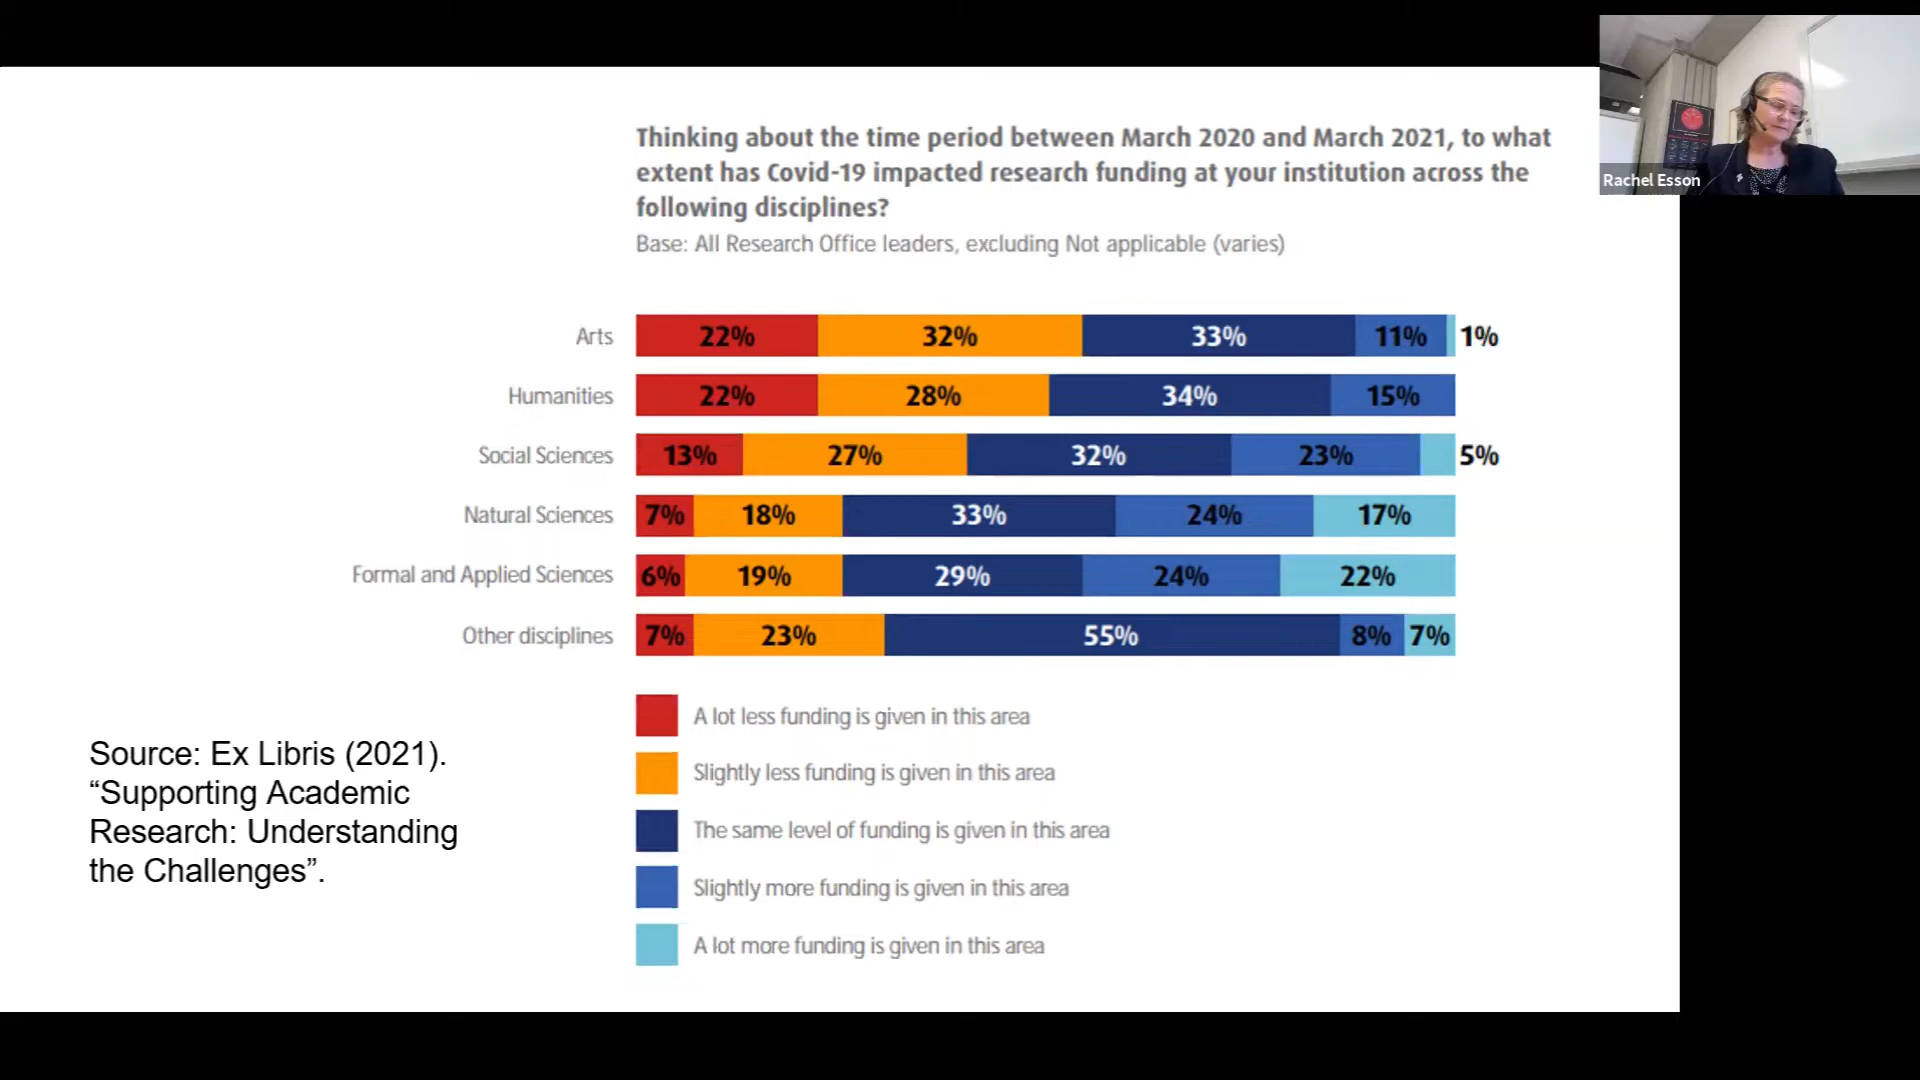 Thinking about the time period between March 2020 and March 2021, to what
extent has Covid-19 impacted research funding at your institution across the
following disciplines?
Base: All Research Office leaders, excluding Not applicable (varies)
Rachel Esson
Arts 22% 32% 33% 11% 1%
Humanities 22% 28% 34% 15%
Social Sciences 13% 27% 32% 23% 5%
Natural Sciences 7% 18% 33% 24% 17%
Formal and Applied Sciences 6% 19% 29% 24% 22%
Other disciplines 7% 23% 55% 8% 7%
A lot less funding is given in this area
Slightly less funding is given in this area
The same level of funding is given in this area
Slightly more funding is given in this area
A lot more funding is given in this area
Source: Ex Libris (2021).
“Supporting Academic
Research: Understanding
the Challenges”.